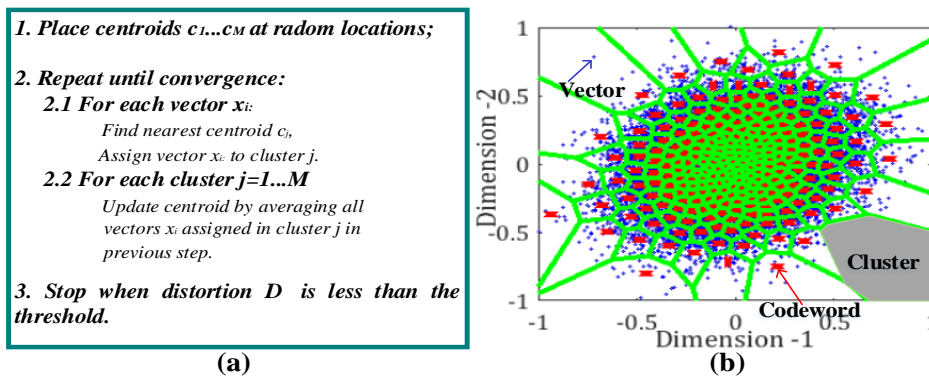 1. Place centroids c1...cM at radom locations;
2. Repeat until convergence:
2.1 For each vector xi:
Find nearest centroid cj,
Assign vector xi: to cluster j.
2.2 For each cluster j=1...M
Update centroid by averaging all
vectors xi assigned in cluster j in
previous step.
3. Stop when distortion D is less than the
threshold.
(a)
1
0.5
0
-0.5
-1
Dimension -2
Vector
Cluster
Codeword
-1
-0.5
0
0.5
Dimension -1
(b)